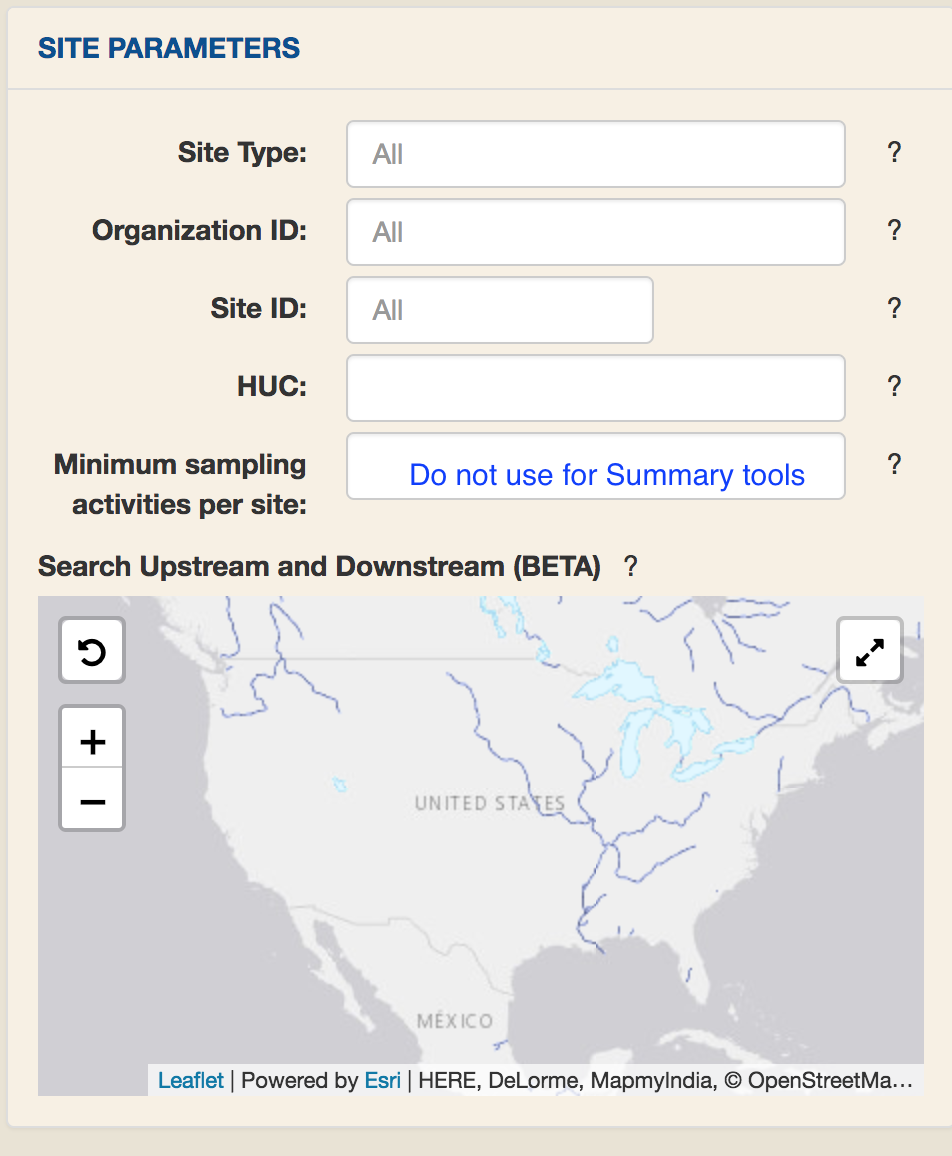 SITE PARAMETERS
Site Type: All ?
Organization ID: All ?
Site ID: All ?
HUC: ?
Minimum sampling
activities per site: Do not use for Summary tools ?
Search Upstream and Downstream (BETA) ?
+
−
UNITED STATES
MÉXICO
Leaflet | Powered by Esri | HERE, DeLorme, MapmyIndia, © OpenStreetMa...